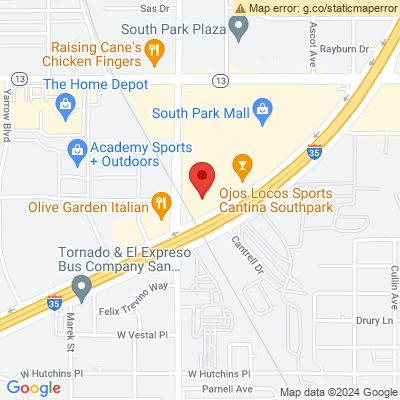 Map error: g.co/staticmaperror
Sas Dr
South Park Plaza
Ascot Ave
Rayburn Dr
Raising Cane's
Chicken Fingers
13
13
The Home Depot
Yarrow Blvd
South Park Mall
Academy Sports
+ Outdoors
35
Ojos Locos Sports
Cantina Southpark
Olive Garden Italian
Cantrell Dr
Tornado & El Expreso
Bus Company San...
35
Felix Trevino Way
Marek St
Cullin Ave
Drury Ln
W Vestal Pl
W Hutchins Pl
W Hutchins Pl
Parnell Ave
Google
Map data ©2024 Google